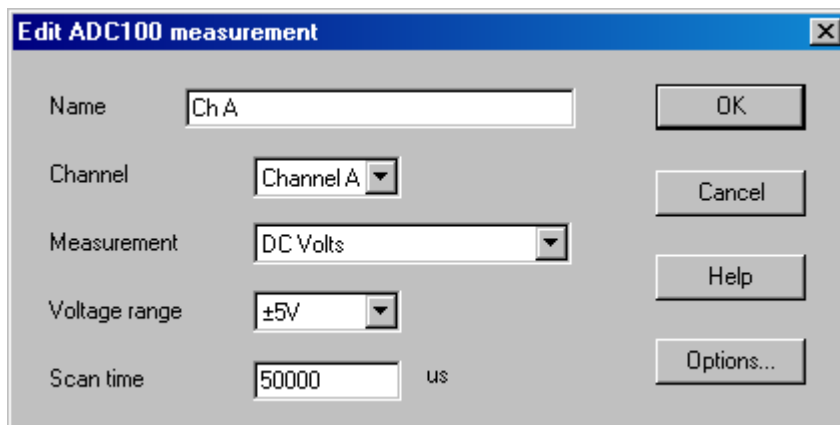 Edit ADC100 measurement
Name
Ch A
OK
Channel
Channel A
Cancel
Measurement
DC Volts
Help
Voltage range
±5V
Options...
Scan time
50000
us